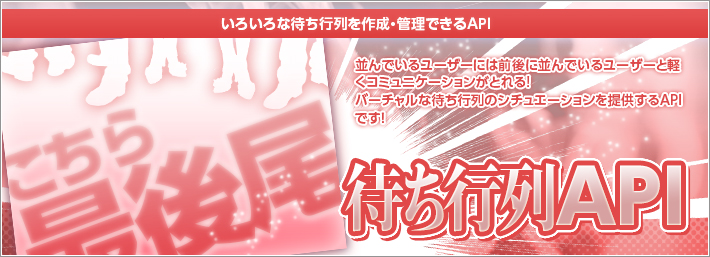 いろいろな待ち行列を作成・管理できるAPI
並んでいるユーザーには前後に並んでいるユーザーと軽
くコミュニケーションがとれる!
バーチャルな待ち行列のシチュエーションを提供するAPI
です!
こちら
最後尾
待ち行列API